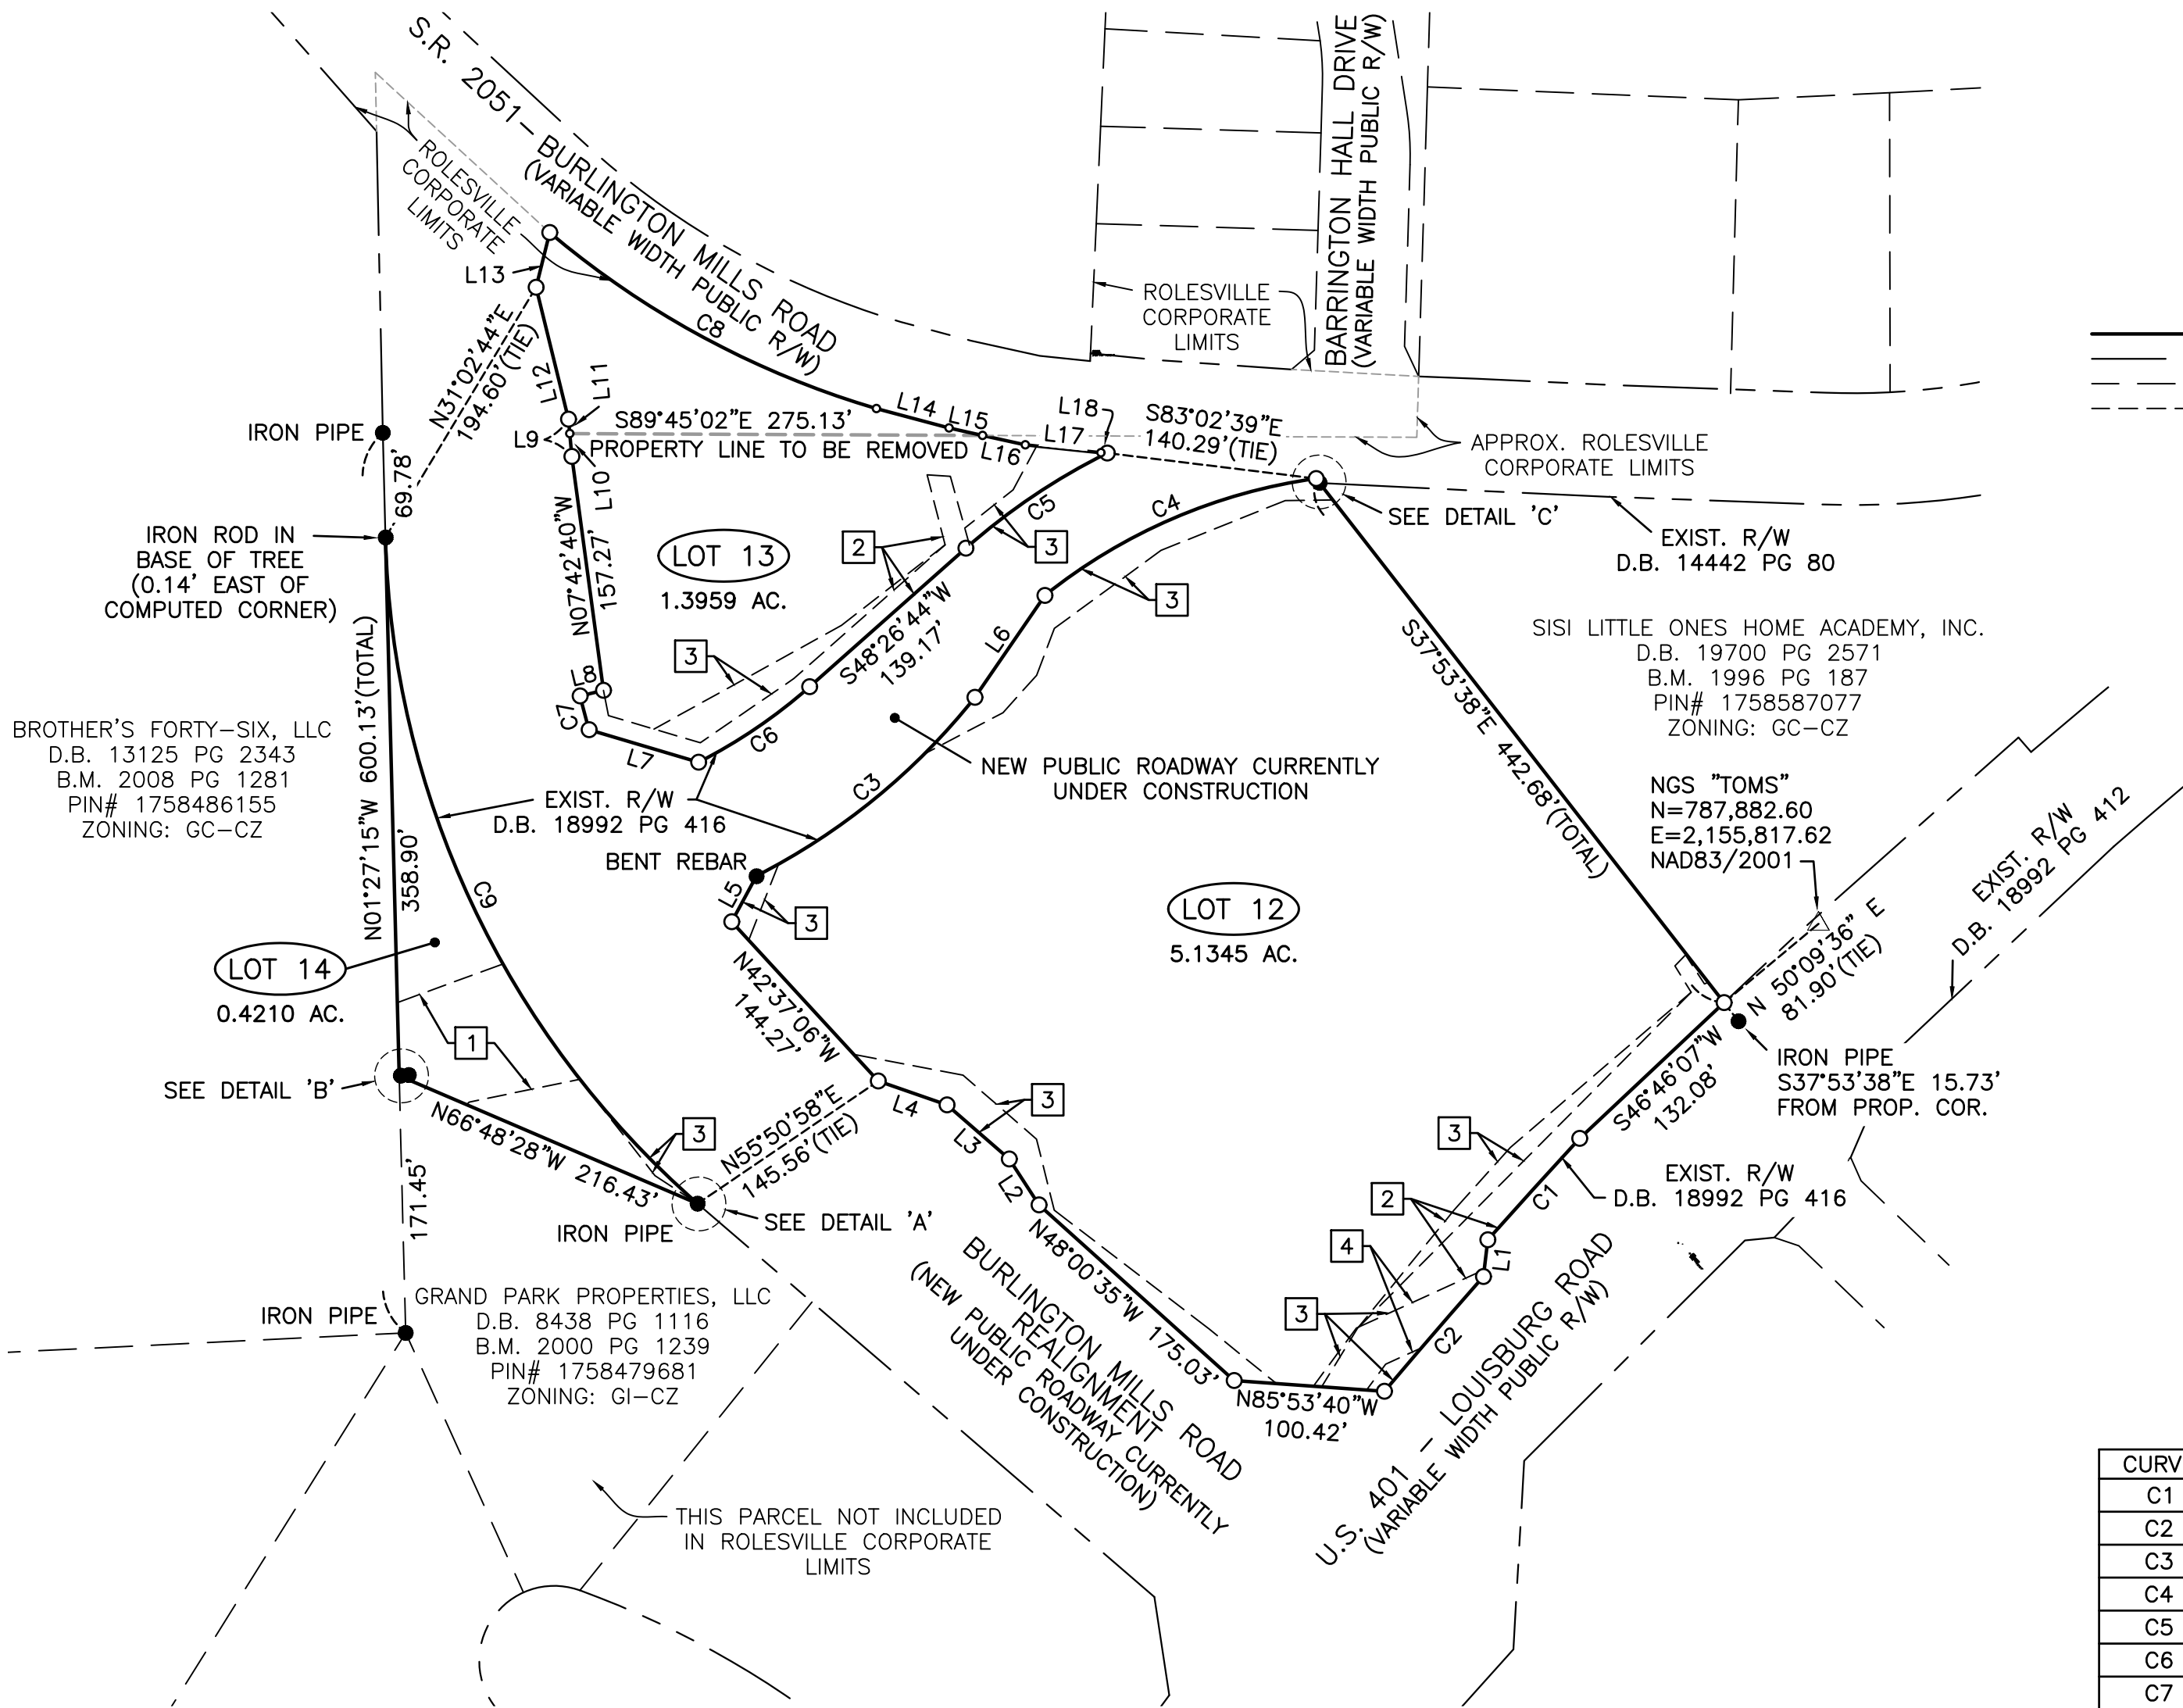 S.R. 2051 – BURLINGTON MILLS ROAD
(VARIABLE WIDTH PUBLIC R/W)
BARRINGTON HALL DRIVE
(VARIABLE WIDTH PUBLIC R/W)
ROLESVILLE
CORPORATE
LIMITS
ROLESVILLE
CORPORATE
LIMITS
L13
C8
N31°02'44"E
194.60'(TIE)
L12
L11
L9
L10
S89°45'02"E 275.13'
PROPERTY LINE TO BE REMOVED
L14
L15
L16
L17
L18
S83°02'39"E
140.29'(TIE)
APPROX. ROLESVILLE
CORPORATE LIMITS
IRON PIPE
69.78'
IRON ROD IN
BASE OF TREE
(0.14' EAST OF
COMPUTED CORNER)
N07°42'40"W
157.27'
LOT 13
1.3959 AC.
2
3
C5
C4
SEE DETAIL 'C'
EXIST. R/W
D.B. 14442 PG 80
3
3
S48°26'44"W
139.17'
L6
L8
C7
L7
C6
C3
SISI LITTLE ONES HOME ACADEMY, INC.
D.B. 19700 PG 2571
B.M. 1996 PG 187
PIN# 1758587077
ZONING: GC–CZ
S37°53'38"E 442.68'(TOTAL)
BROTHER'S FORTY–SIX, LLC
D.B. 13125 PG 2343
B.M. 2008 PG 1281
PIN# 1758486155
ZONING: GC–CZ
N01°27'15"W 600.13'(TOTAL)
358.90'
EXIST. R/W
D.B. 18992 PG 416
NEW PUBLIC ROADWAY CURRENTLY
UNDER CONSTRUCTION
NGS "TOMS"
N=787,882.60
E=2,155,817.62
NAD83/2001
EXIST. R/W
D.B. 18992 PG 412
BENT REBAR
L5
3
C9
LOT 12
5.1345 AC.
LOT 14
0.4210 AC.
1
N42°37'06"W
144.27'
N 50°09'36" E
81.90'(TIE)
IRON PIPE
S37°53'38"E 15.73'
FROM PROP. COR.
S46°46'07"W
132.08'
SEE DETAIL 'B'
N66°48'28"W 216.43'
3
N55°50'58"E
145.56'(TIE)
L4
L3
L2
3
3
171.45'
IRON PIPE
SEE DETAIL 'A'
EXIST. R/W
D.B. 18992 PG 416
C1
2
4
L1
3
C2
N48°00'35"W 175.03'
N85°53'40"W
100.42'
IRON PIPE
GRAND PARK PROPERTIES, LLC
D.B. 8438 PG 1116
B.M. 2000 PG 1239
PIN# 1758479681
ZONING: GI–CZ
BURLINGTON MILLS ROAD
REALIGNMENT
(NEW PUBLIC ROADWAY CURRENTLY
UNDER CONSTRUCTION)
U.S. 401 – LOUISBURG ROAD
(VARIABLE WIDTH PUBLIC R/W)
THIS PARCEL NOT INCLUDED
IN ROLESVILLE CORPORATE
LIMITS
CURV
C1
C2
C3
C4
C5
C6
C7